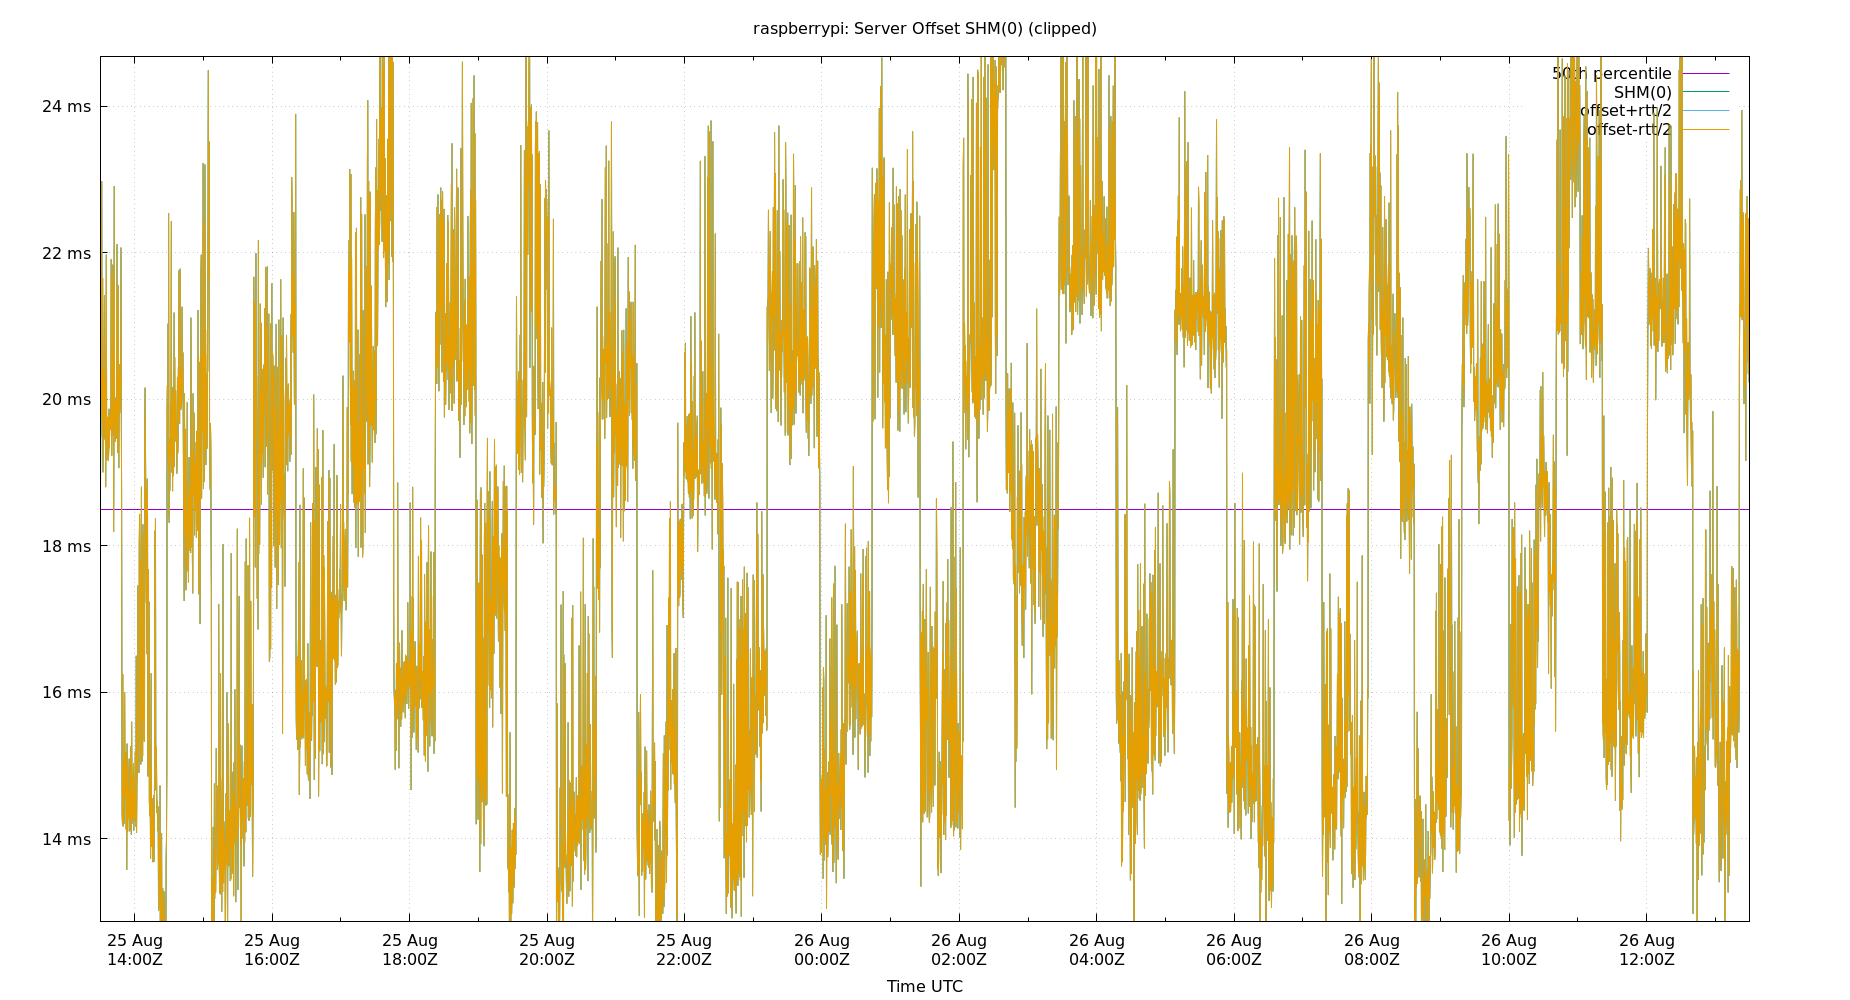 raspberrypi: Server Offset SHM(0) (clipped)
50th percentile
SHM(0)
offset+rtt/2
offset-rtt/2
24 ms
22 ms
20 ms
18 ms
16 ms
14 ms
25 Aug 25 Aug 25 Aug 25 Aug 25 Aug 26 Aug 26 Aug 26 Aug 26 Aug 26 Aug 26 Aug 26 Aug
14:00Z 16:00Z 18:00Z 20:00Z 22:00Z 00:00Z 02:00Z 04:00Z 06:00Z 08:00Z 10:00Z 12:00Z
Time UTC